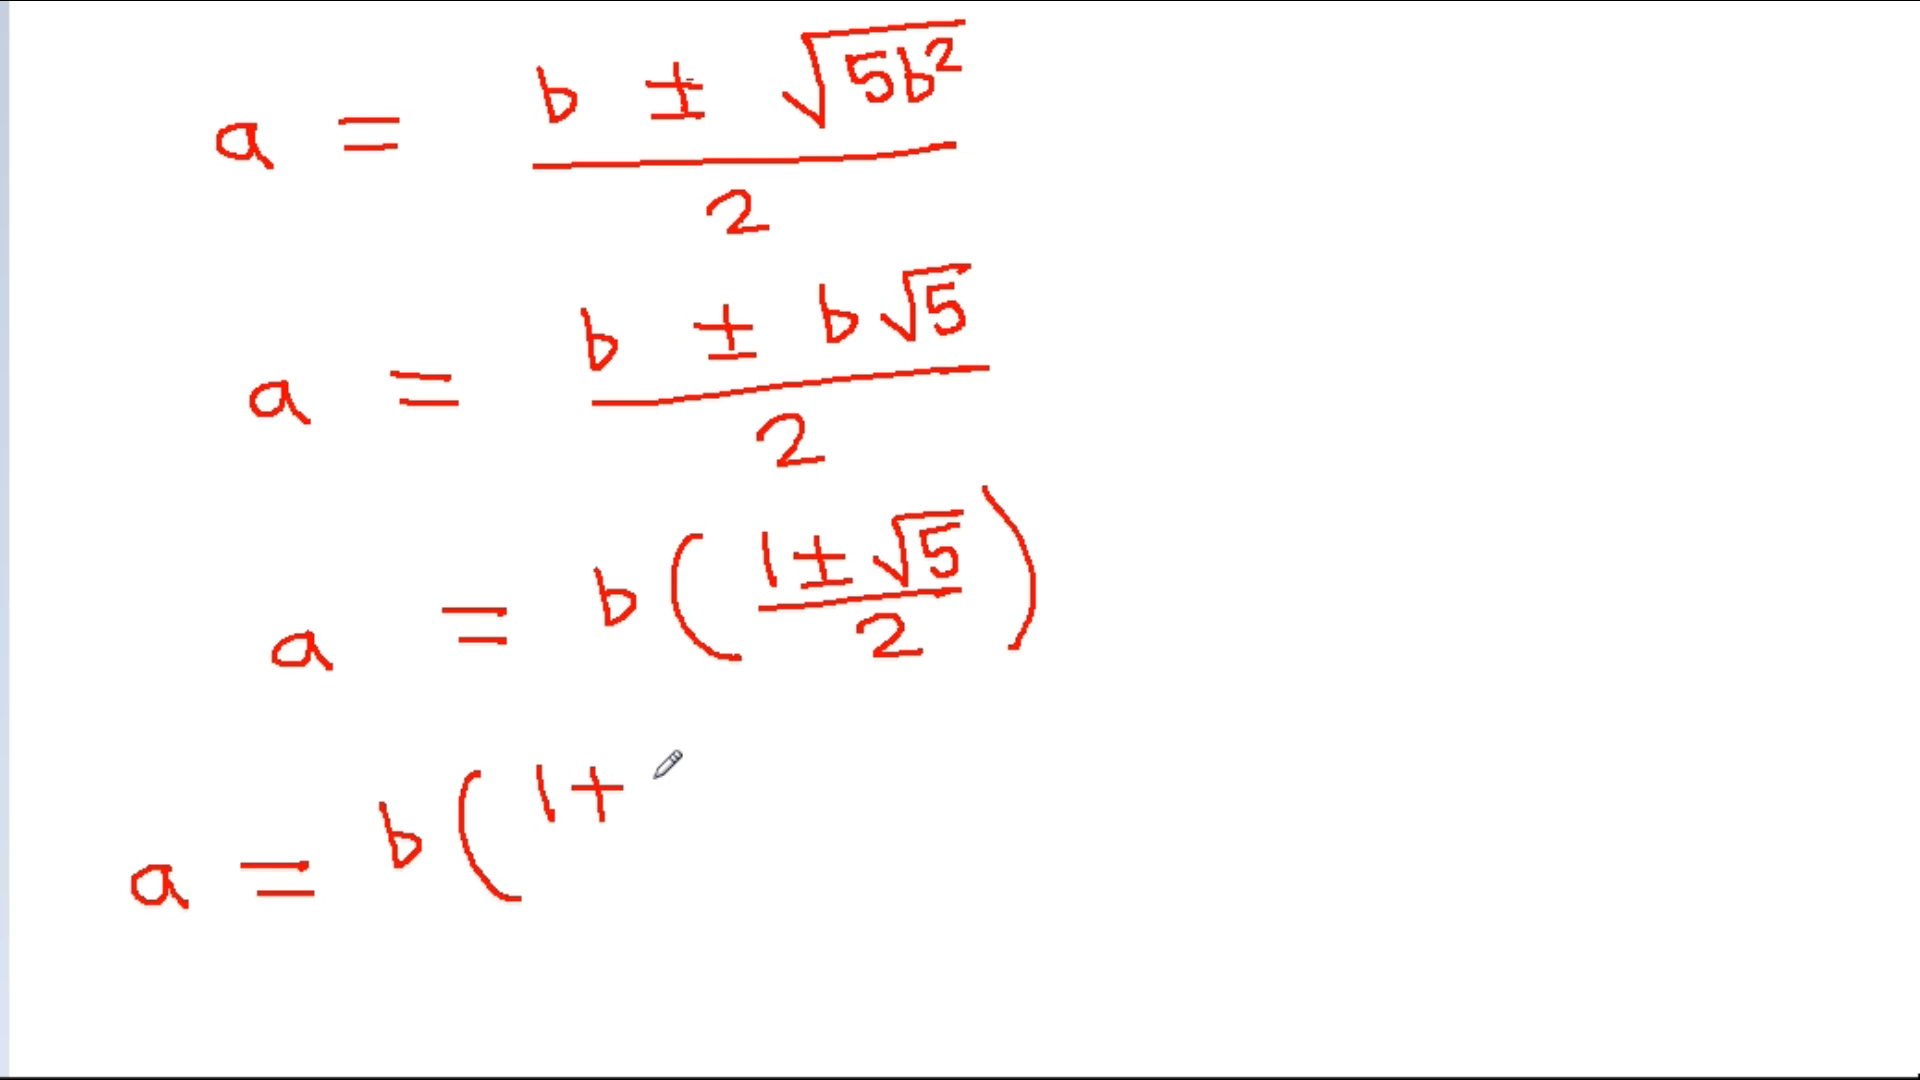 a = (b ± √(5b²))/2
a = (b ± b√5)/2
a = b((1 ± √5)/2)
a = b(1+